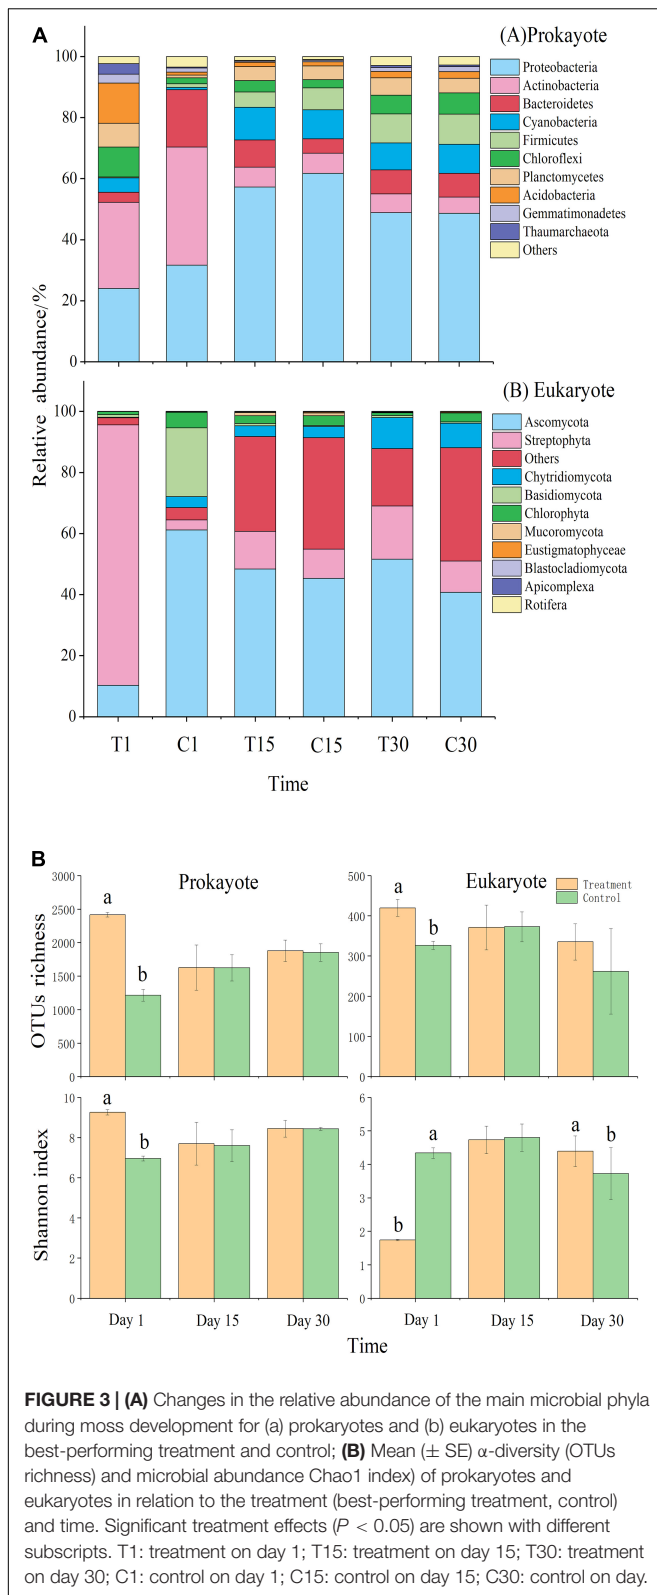 A
(A)Prokayote
100
80
60
40
20
0
Proteobacteria
Actinobacteria
Bacteroidetes
Cyanobacteria
Firmicutes
Chloroflexi
Planctomycetes
Acidobacteria
Gemmatimonadetes
Thaumarchaeota
Others
Relative abundance/%
(B) Eukaryote
100
80
60
40
20
0
Ascomycota
Streptophyta
Others
Chytridiomycota
Basidiomycota
Chlorophyta
Mucoromycota
Eustigmatophyceae
Blastocladiomycota
Apicomplexa
Rotifera
T1 C1 T15 C15 T30 C30
Time
B
Prokayote
3000
2500
2000
1500
1000
500
0
OTUs richness
a
b
Eukaryote
Treatment
Control
500
400
300
200
100
0
a
b
10
8
6
4
2
0
Shannon index
a
b
Day 1 Day 15 Day 30
6
5
4
3
2
1
0
b
a
a
b
Day 1 Day 15 Day 30
Time
FIGURE 3 | (A) Changes in the relative abundance of the main microbial phyla
during moss development for (a) prokaryotes and (b) eukaryotes in the
best-performing treatment and control; (B) Mean (± SE) α-diversity (OTUs
richness) and microbial abundance Chao1 index) of prokaryotes and
eukaryotes in relation to the treatment (best-performing treatment, control)
and time. Significant treatment effects (P < 0.05) are shown with different
subscripts. T1: treatment on day 1; T15: treatment on day 15; T30: treatment
on day 30; C1: control on day 1; C15: control on day 15; C30: control on day.